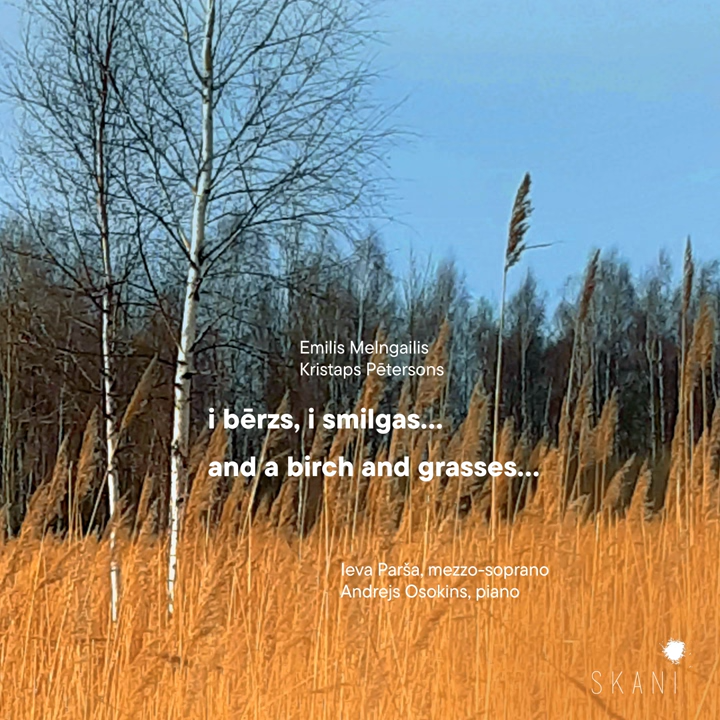 Emilis Melngailis
Kristaps Pētersons
i bērzs, i smilgas...
and a birch and grasses...
Ieva Parša, mezzo-soprano
Andrejs Osokins, piano
SKANI